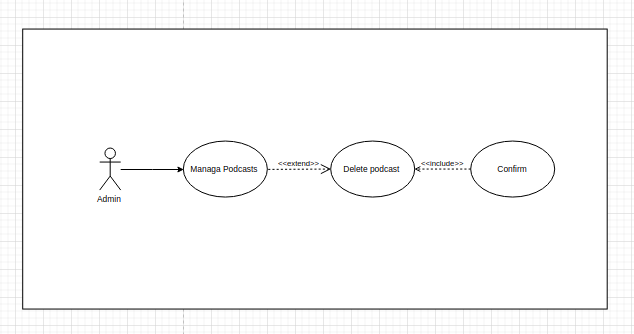 Managa Podcasts
<<extend>>
Delete podcast
<<include>>
Confirm
Admin